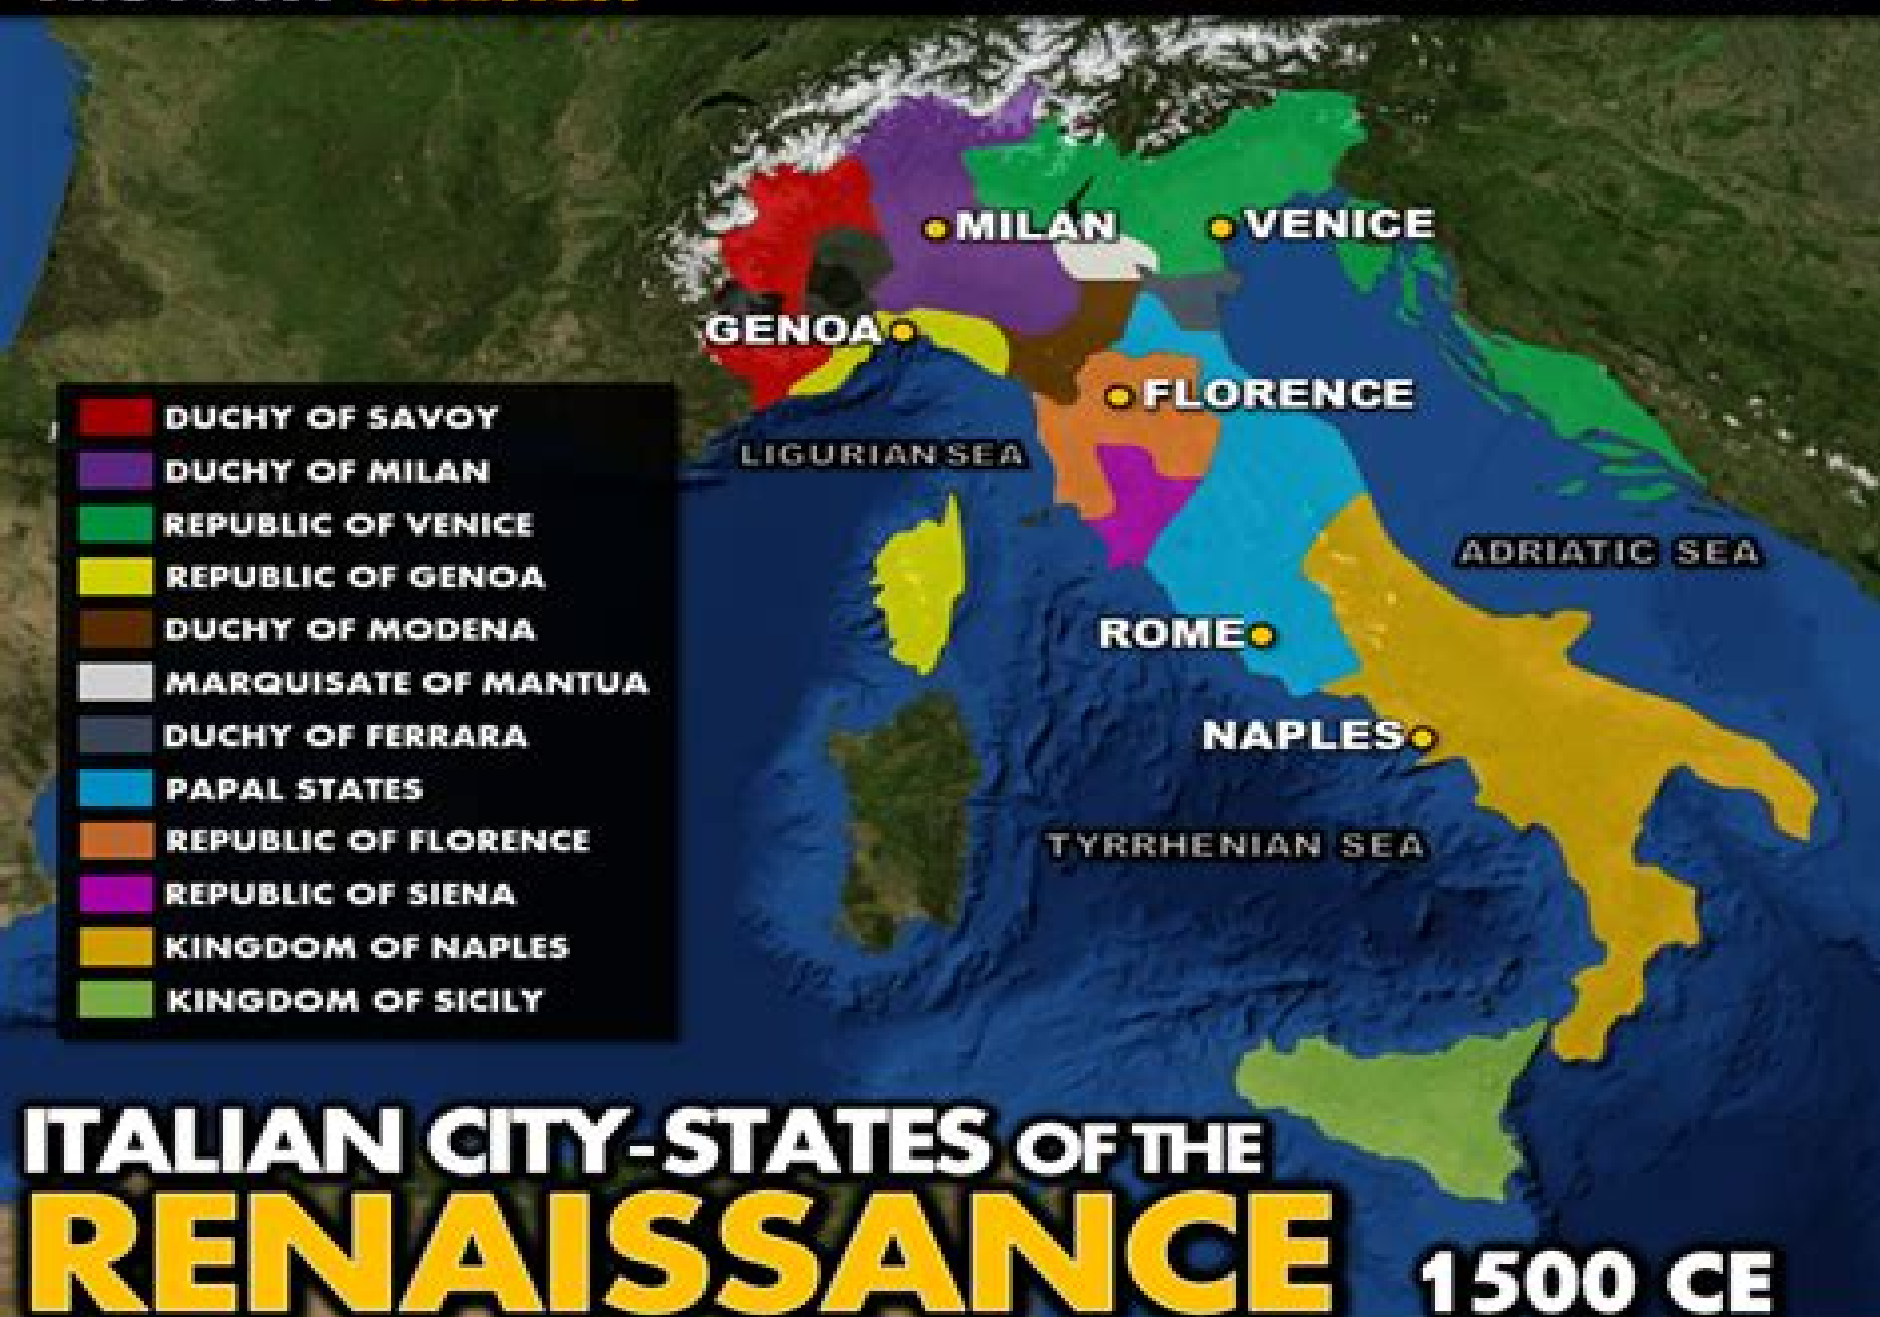 MILAN
VENICE
GENOA
FLORENCE
LIGURIAN SEA
ADRIATIC SEA
ROME
NAPLES
TYRRHENIAN SEA
DUCHY OF SAVOY
DUCHY OF MILAN
REPUBLIC OF VENICE
REPUBLIC OF GENOA
DUCHY OF MODENA
MARQUISATE OF MANTUA
DUCHY OF FERRARA
PAPAL STATES
REPUBLIC OF FLORENCE
REPUBLIC OF SIENA
KINGDOM OF NAPLES
KINGDOM OF SICILY
ITALIAN CITY-STATES OF THE
RENAISSANCE
1500 CE